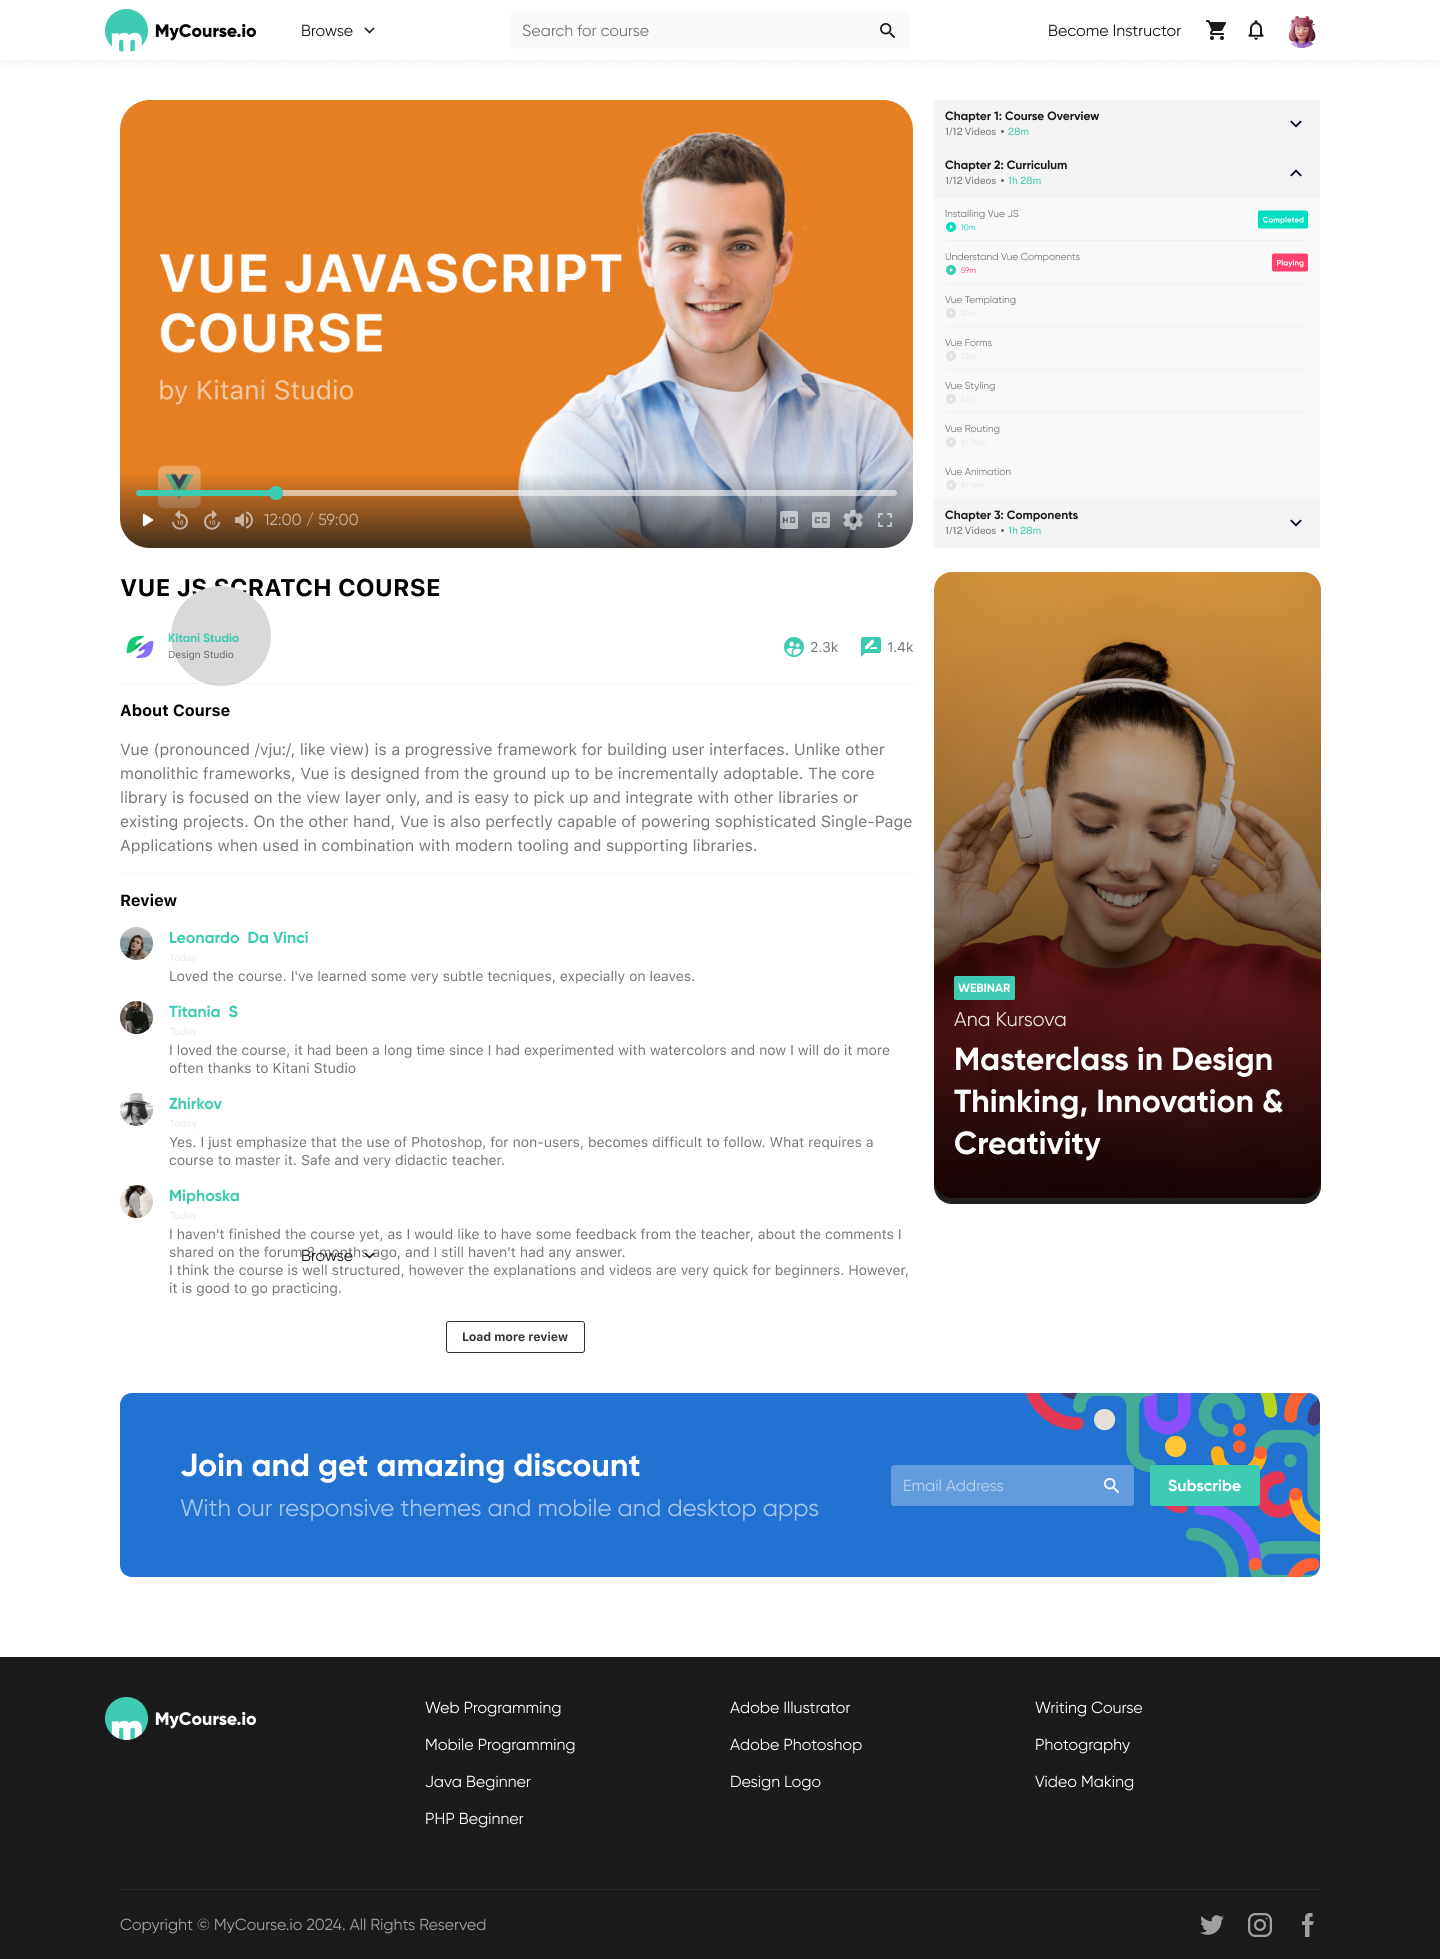 MyCourse.io
Browse
Search for course
Become Instructor
VUE JAVASCRIPT
COURSE
by Kitani Studio
12:00 / 59:00
HD
CC
Chapter 1: Course Overview
1/12 Videos • 28m
Chapter 2: Curriculum
1/12 Videos • 1h 28m
Installing Vue JS
10m
Completed
Understand Vue Components
59m
Playing
Vue Templating
12m
Vue Forms
Vue Styling
Vue Routing
Vue Animation
Chapter 3: Components
1/12 Videos • 1h 28m
VUE JS SCRATCH COURSE
Kitani Studio
Design Studio
2.3k
1.4k
About Course
Vue (pronounced /vju:/, like view) is a progressive framework for building user interfaces. Unlike other
monolithic frameworks, Vue is designed from the ground up to be incrementally adoptable. The core
library is focused on the view layer only, and is easy to pick up and integrate with other libraries or
existing projects. On the other hand, Vue is also perfectly capable of powering sophisticated Single-Page
Applications when used in combination with modern tooling and supporting libraries.
Review
Leonardo Da Vinci
Today
Loved the course. I've learned some very subtle tecniques, expecially on leaves.
Titania S
Today
I loved the course, it had been a long time since I had experimented with watercolors and now I will do it more
often thanks to Kitani Studio
Zhirkov
Today
Yes. I just emphasize that the use of Photoshop, for non-users, becomes difficult to follow. What requires a
course to master it. Safe and very didactic teacher.
Miphoska
Today
I haven't finished the course yet, as I would like to have some feedback from the teacher, about the comments I
shared on the forum 8 months ago, and I still haven't had any answer.
Browse
I think the course is well structured, however the explanations and videos are very quick for beginners. However,
it is good to go practicing.
Load more review
WEBINAR
Ana Kursova
Masterclass in Design
Thinking, Innovation &
Creativity
Join and get amazing discount
With our responsive themes and mobile and desktop apps
Email Address
Subscribe
MyCourse.io
Web Programming
Mobile Programming
Java Beginner
PHP Beginner
Adobe Illustrator
Adobe Photoshop
Design Logo
Writing Course
Photography
Video Making
Copyright © MyCourse.io 2024. All Rights Reserved